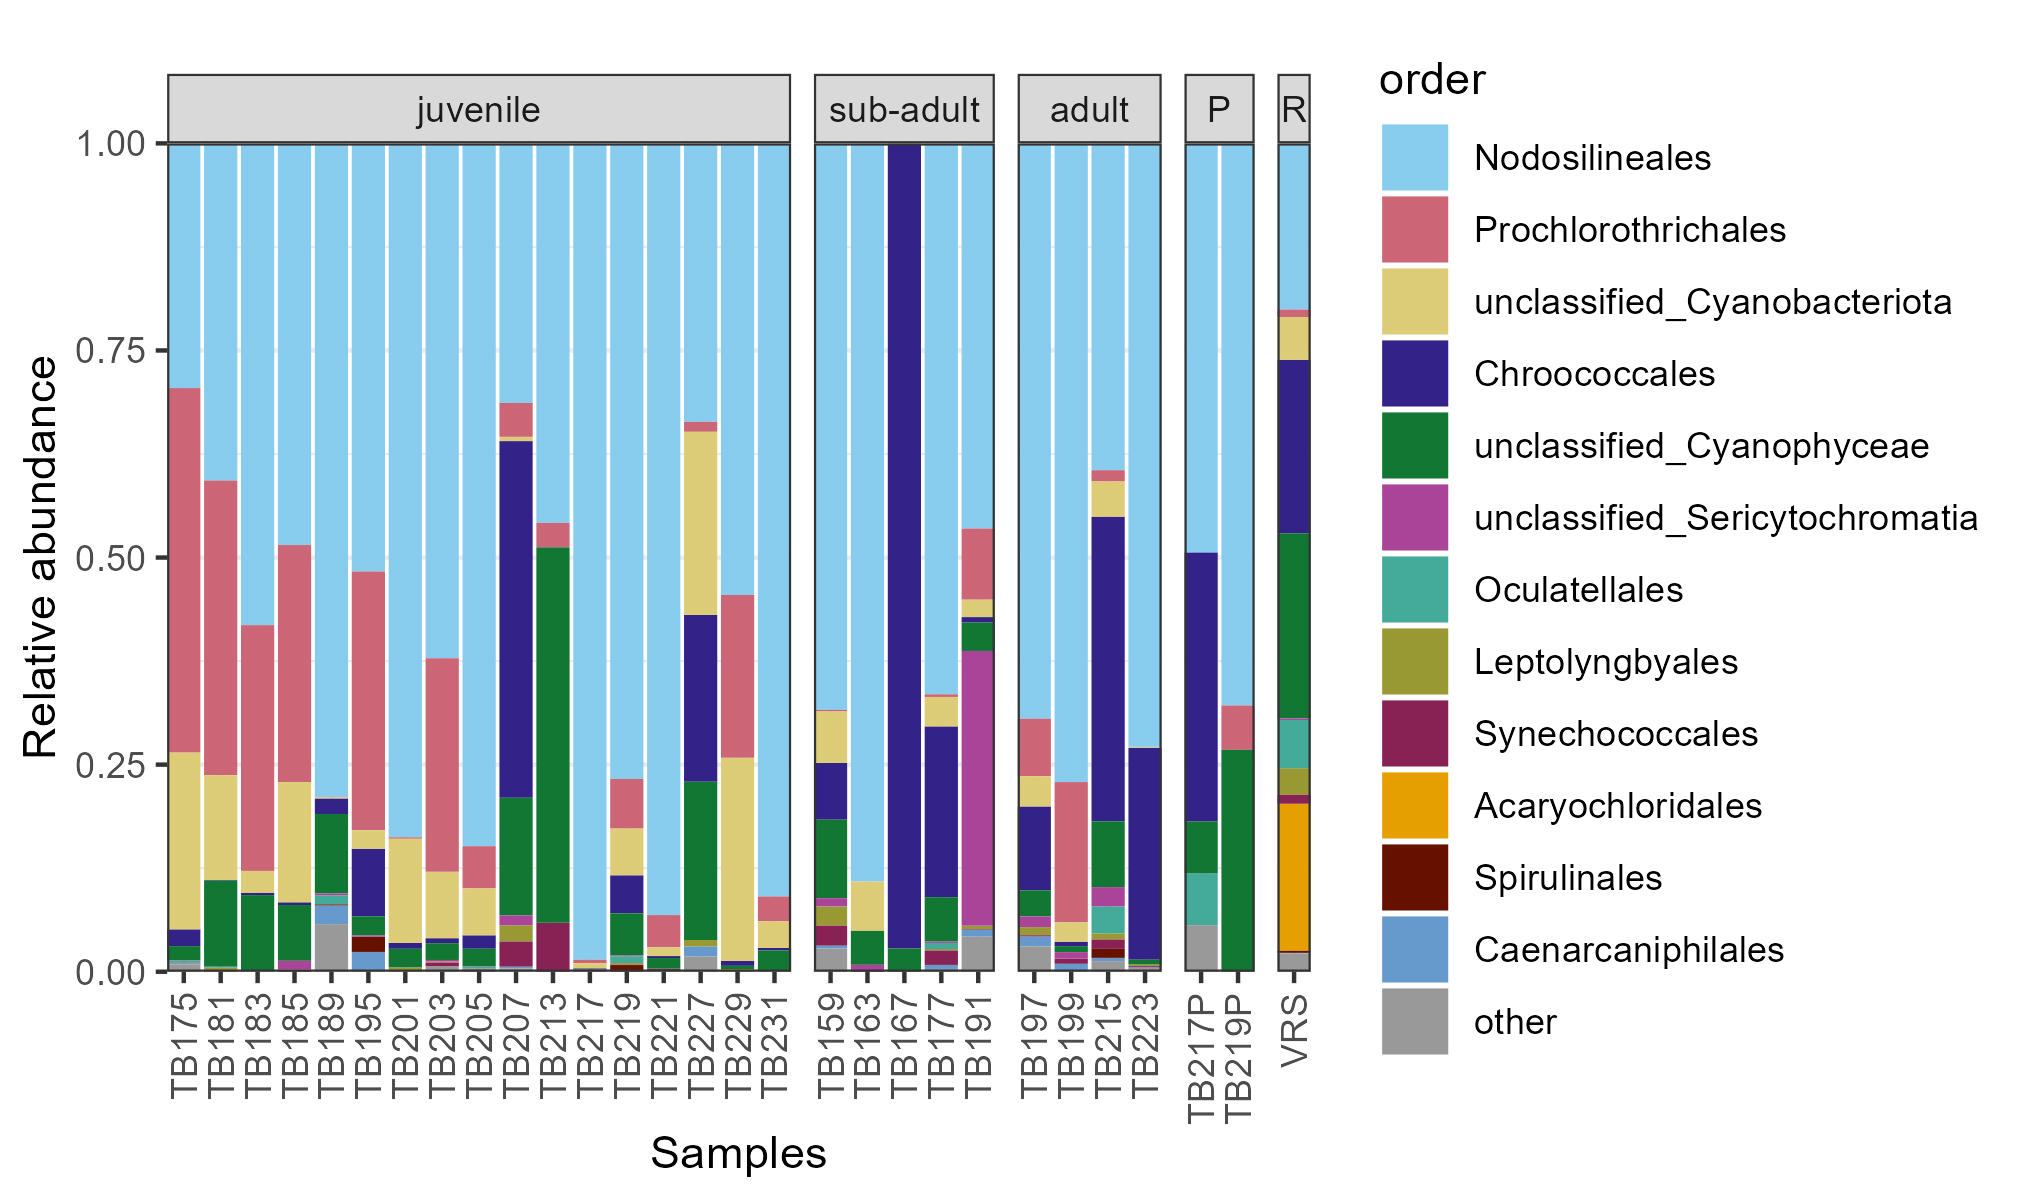 juvenile
sub-adult
adult
P
R
1.00
0.75
0.50
0.25
0.00
Relative abundance
TB175
TB181
TB183
TB185
TB189
TB195
TB201
TB203
TB205
TB207
TB213
TB217
TB219
TB221
TB227
TB229
TB231
TB159
TB163
TB167
TB177
TB191
TB197
TB199
TB215
TB223
TB217P
TB219P
VRS
Samples
order
Nodosilineales
Prochlorothrichales
unclassified_Cyanobacteriota
Chroococcales
unclassified_Cyanophyceae
unclassified_Sericytochromatia
Oculatellales
Leptolyngbyales
Synechococcales
Acaryochloridales
Spirulinales
Caenarcaniphilales
other